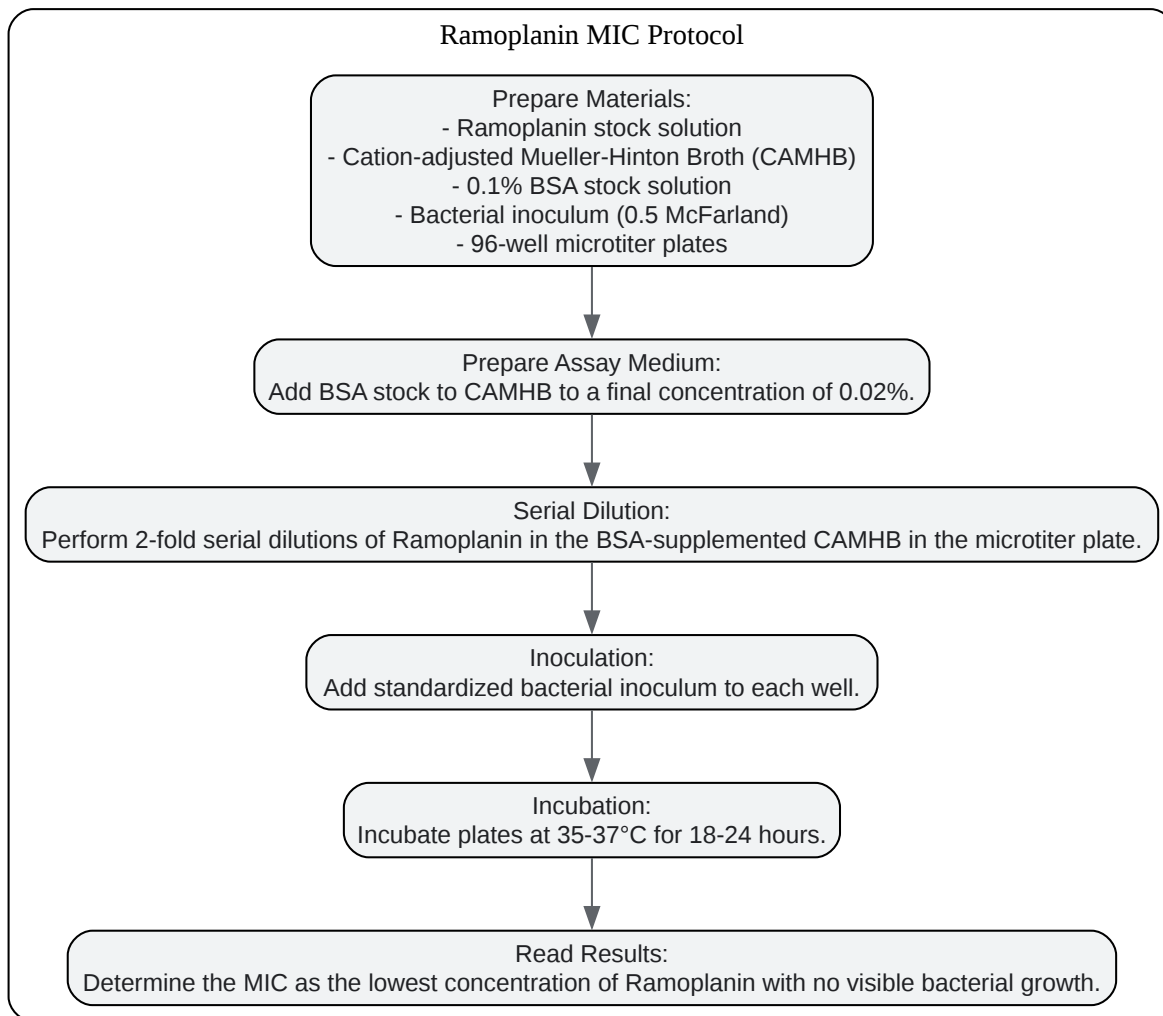 Ramoplanin MIC Protocol
Prepare Materials:
- Ramoplanin stock solution
- Cation-adjusted Mueller-Hinton Broth (CAMHB)
- 0.1% BSA stock solution
- Bacterial inoculum (0.5 McFarland)
- 96-well microtiter plates
Prepare Assay Medium:
Add BSA stock to CAMHB to a final concentration of 0.02%.
Serial Dilution:
Perform 2-fold serial dilutions of Ramoplanin in the BSA-supplemented CAMHB in the microtiter plate.
Inoculation:
Add standardized bacterial inoculum to each well.
Incubation:
Incubate plates at 35-37°C for 18-24 hours.
Read Results:
Determine the MIC as the lowest concentration of Ramoplanin with no visible bacterial growth.